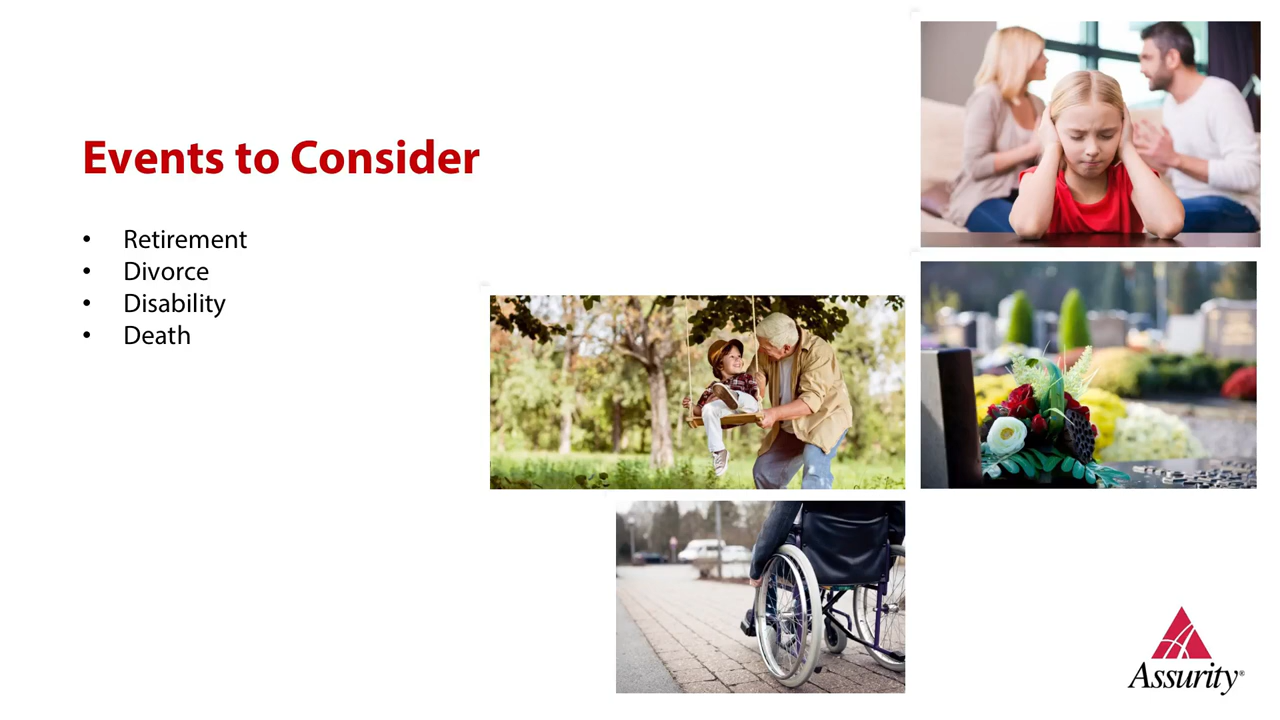 Events to Consider
• Retirement
• Divorce
• Disability
• Death
Assurity®